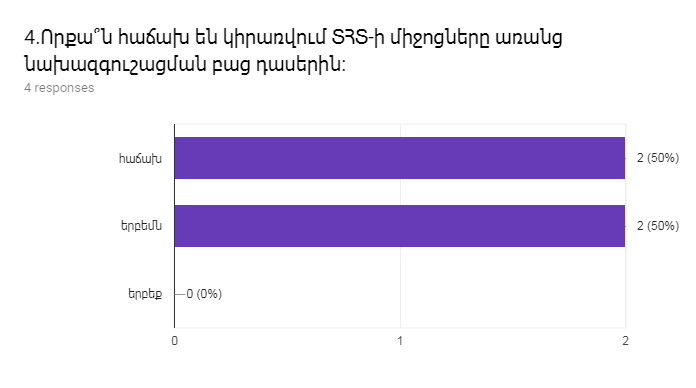 4.Որքա՞ն հաճախ են կիրառվում ՏՀՏ-ի միջոցները առանց
նախազգուշացման բաց դասերին:
4 responses
հաճախ
2 (50%)
երբեմն
2 (50%)
երբեք
0 (0%)
0
1
2